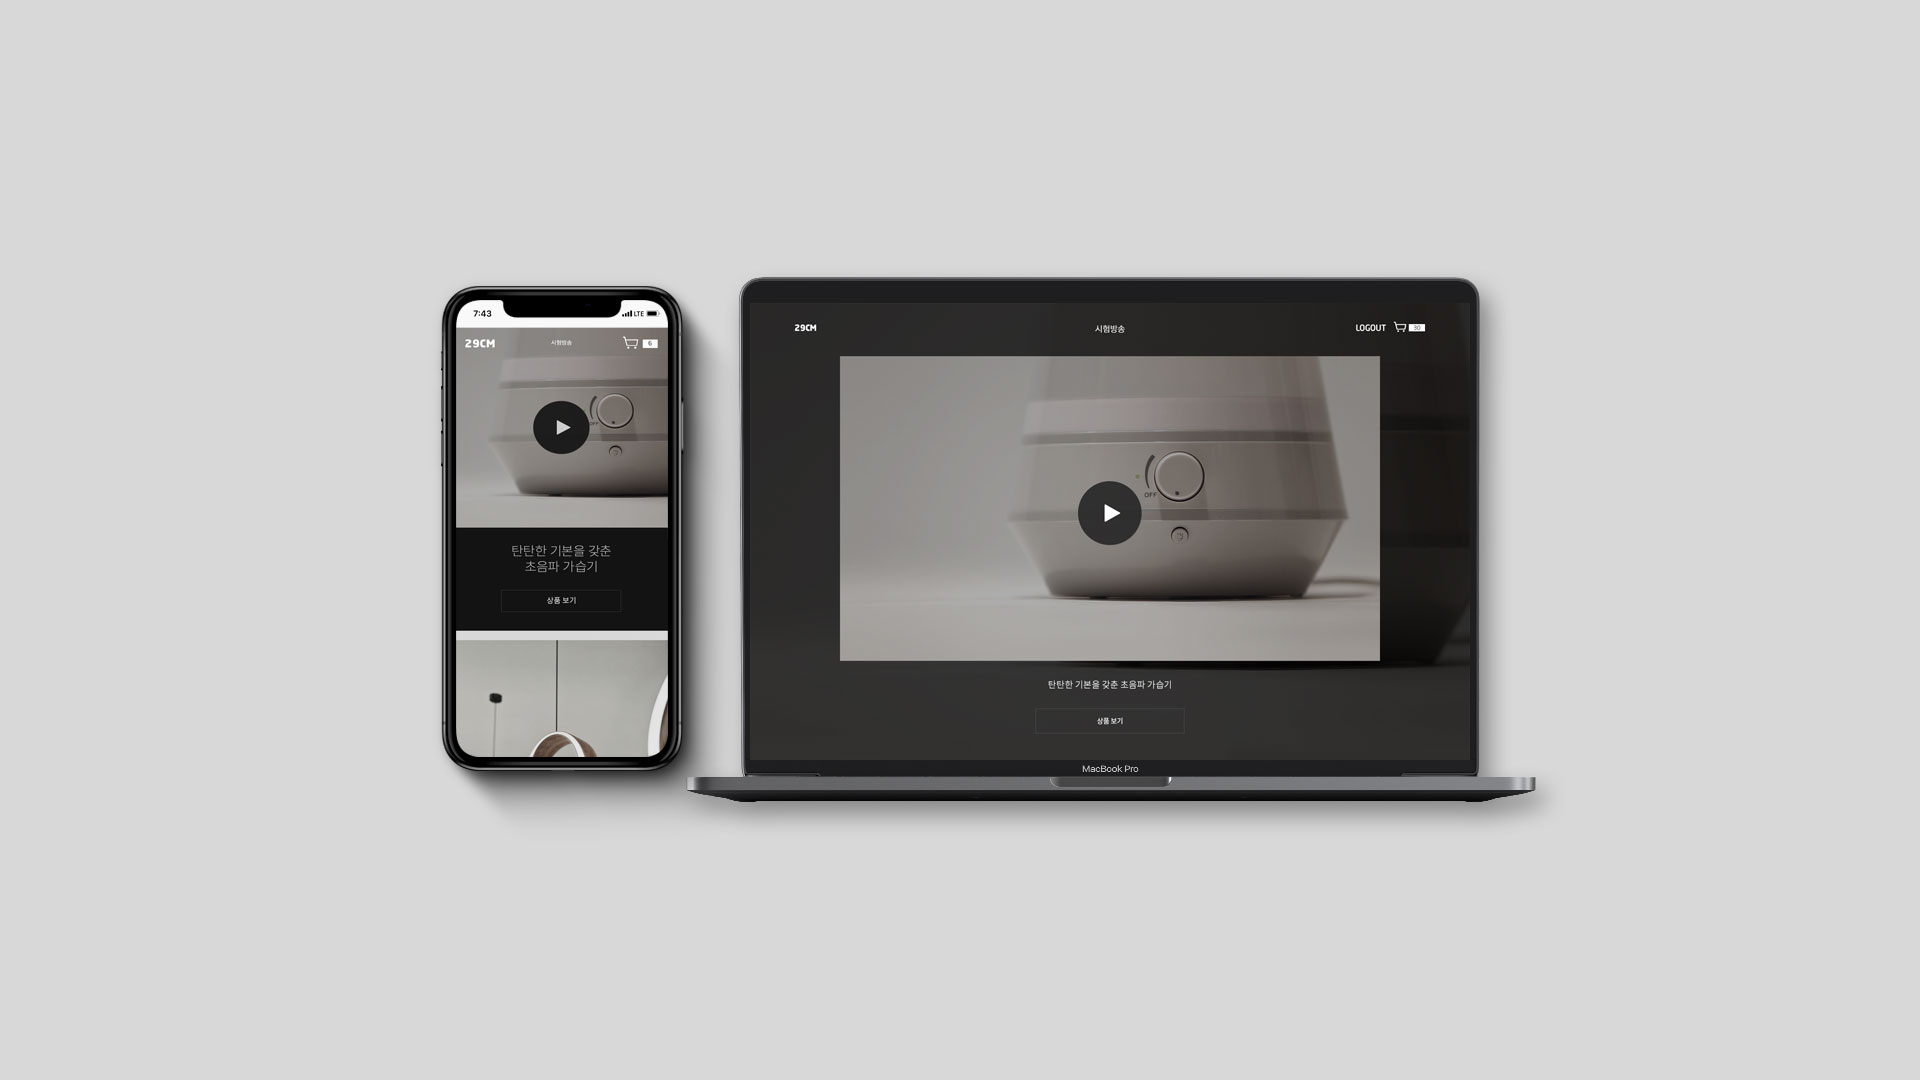 7:43
LTE
29CM
시험방송
6
OFF
탄탄한 기본을 갖춘
초음파 가습기
상품 보기
29CM
시험방송
LOGOUT
30
OFF
탄탄한 기본을 갖춘 초음파 가습기
상품 보기
MacBook Pro